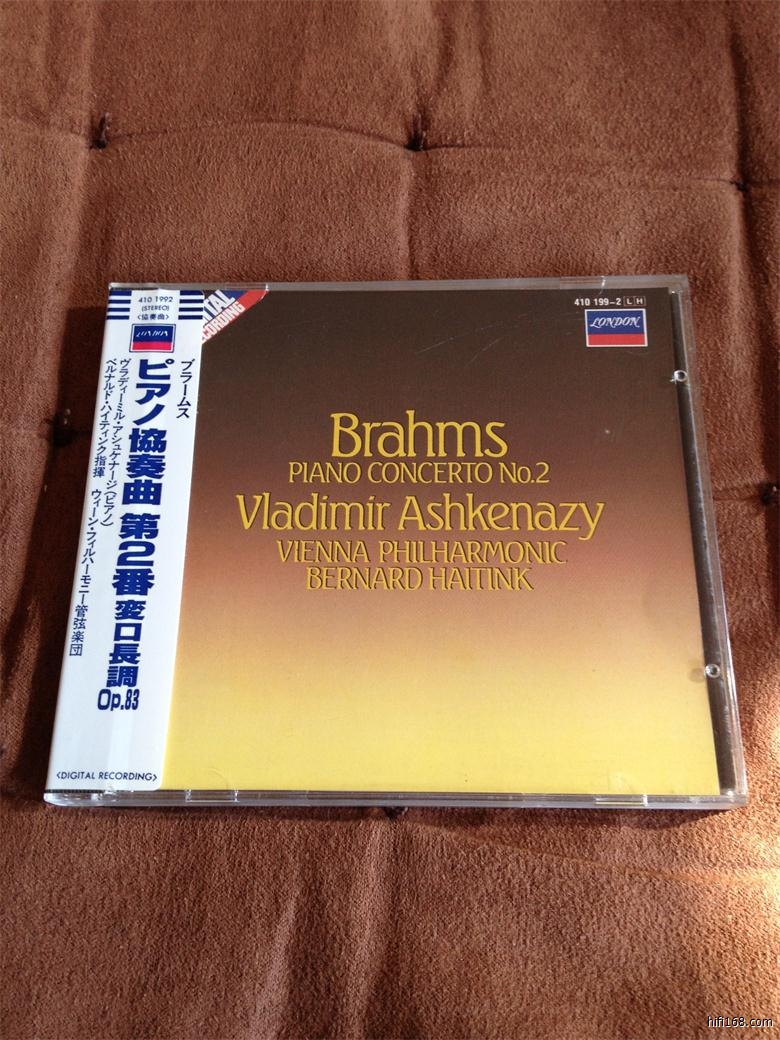 410 1992
(STEREO)
〈協奏曲〉
LONDON
ブラームス
ピアノ協奏曲 第2番 変ロ長調 Op.83
ヴラディーミル・アシュケナージ(ピアノ)
ベルナルド・ハイティンク指揮 ウィーン・フィルハーモニー管弦楽団
〈DIGITAL RECORDING〉
410 199-2 L H
LONDON
Brahms
PIANO CONCERTO No.2
Vladimir Ashkenazy
VIENNA PHILHARMONIC
BERNARD HAITINK
hifi168.com